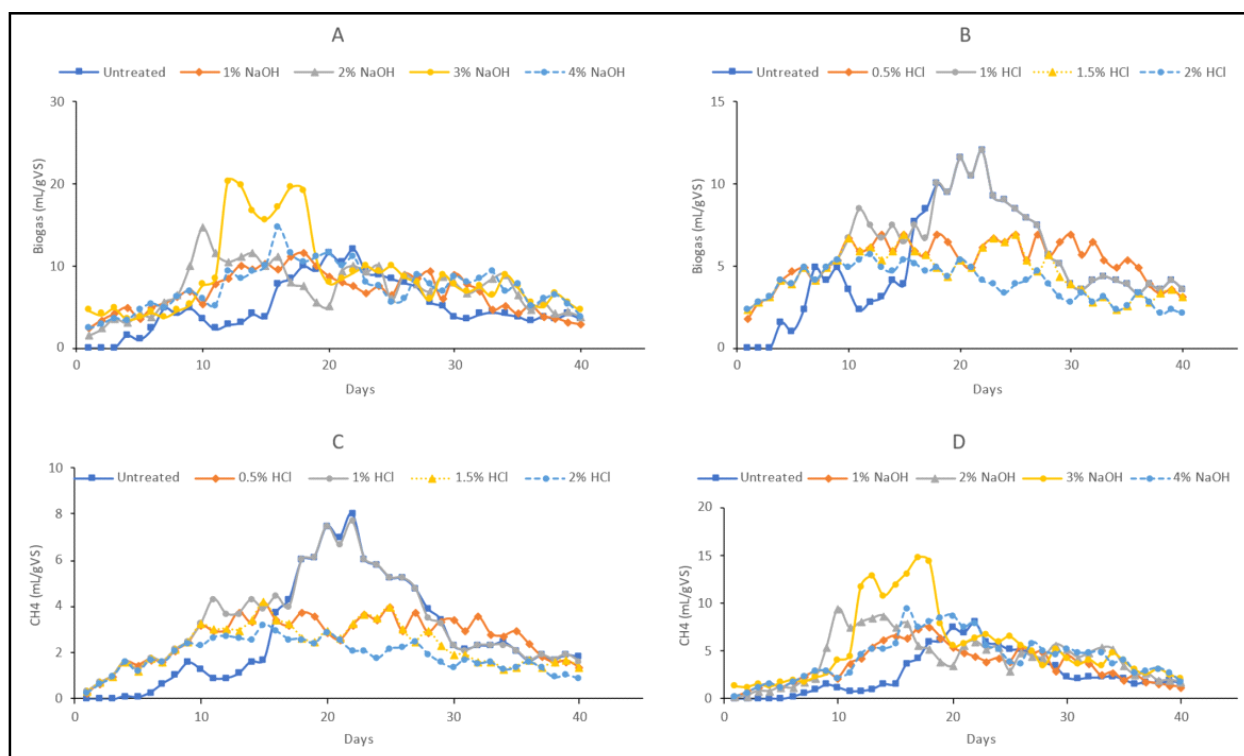 A
Untreated 1% NaOH 2% NaOH 3% NaOH 4% NaOH
30
20
10
0
Biogas (mL/gVS)
0 10 20 30 40
Days
B
Untreated 0.5% HCl 1% HCl 1.5% HCl 2% HCl
15
10
5
0
Biogas (mL/gVS)
0 10 20 30 40
Days
C
Untreated 0.5% HCl 1% HCl 1.5% HCl 2% HCl
10
8
6
4
2
0
CH4 (mL/gVS)
0 10 20 30 40
Days
D
Untreated 1% NaOH 2% NaOH 3% NaOH 4% NaOH
20
15
10
5
0
CH4 (mL/gVS)
0 10 20 30 40
Days